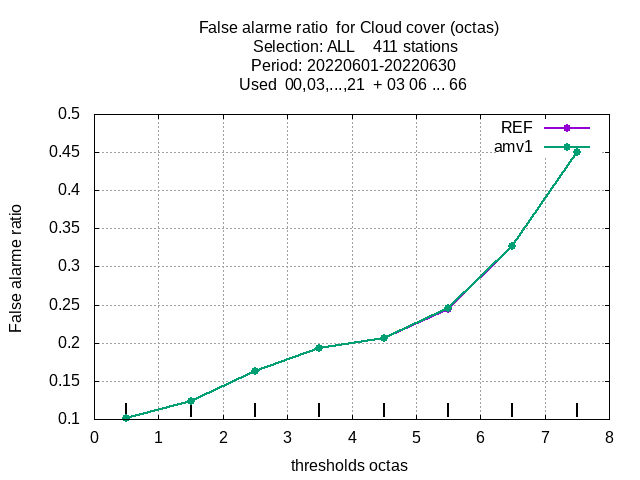 False alarme ratio  for Cloud cover (octas)
Selection: ALL    411 stations
Period: 20220601-20220630
Used  00,03,...,21  + 03 06 ... 66
0.5
REF
amv1
0.45
0.4
0.35
0.3
0.25
0.2
0.15
0.1
False alarme ratio
0 1 2 3 4 5 6 7 8
thresholds octas